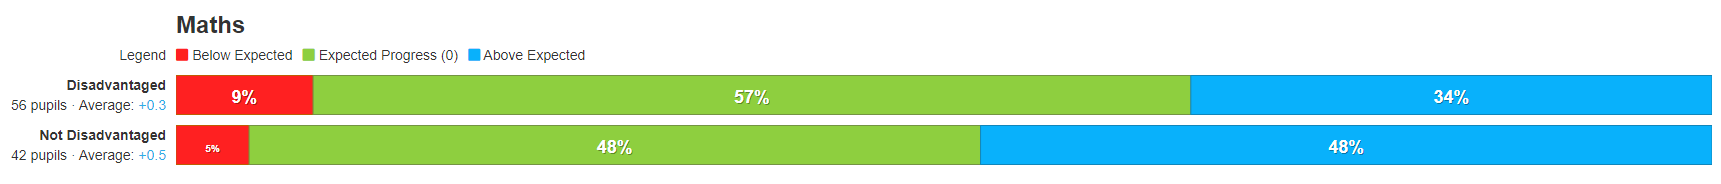 Maths
Legend Below Expected Expected Progress (0) Above Expected
Disadvantaged
56 pupils · Average: +0.3
9% 57% 34%
Not Disadvantaged
42 pupils · Average: +0.5
5% 48% 48%